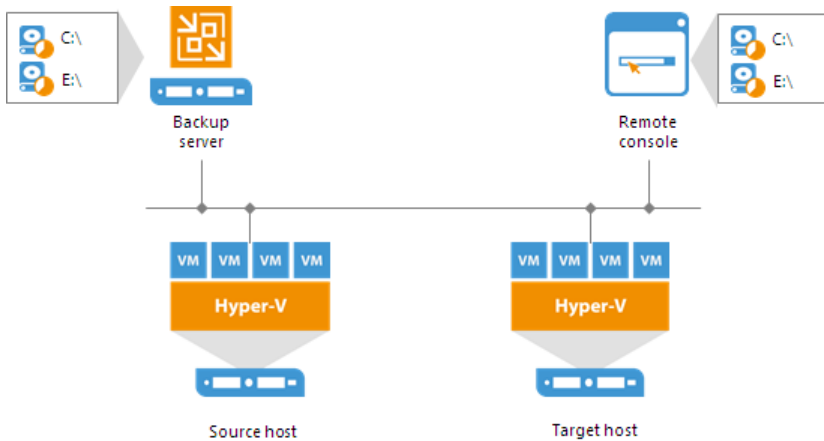 C:\
E:\
Backup
server
Remote
console
C:\
E:\
VM VM VM VM
Hyper-V
VM VM VM VM
Hyper-V
Source host
Target host